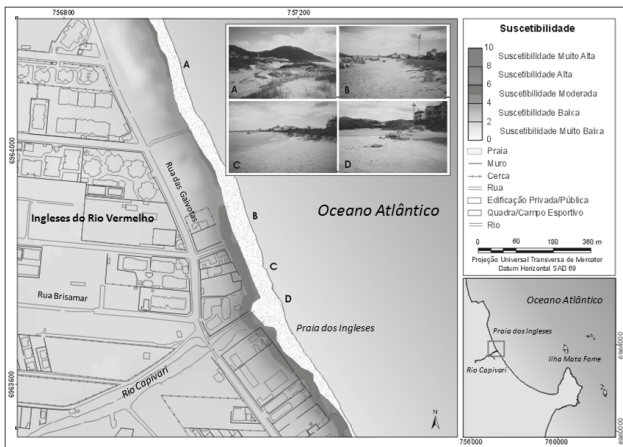 756800
757200
6964000
6963600
A
B
C
D
A
B
C
D
Rua das Gaivotas
Ingleses do Rio Vermelho
Oceano Atlântico
Rua Brisamar
Praia dos Ingleses
Rio Capivari
N
Suscetibilidade
10
8
6
4
2
0
Suscetibilidade Muito Alta
Suscetibilidade Alta
Suscetibilidade Moderada
Suscetibilidade Baixa
Suscetibilidade Muito Baixa
Praia
Muro
Cerca
Rua
Edificação Privada/Pública
Quadra/Campo Esportivo
Rio
0 60 180 360 m
Projeção Universal Transversa de Mercator
Datum Horizontal SAD 69
Oceano Atlântico
Praia dos Ingleses
Ilha Mata Fome
Rio Capivari
6964000
6960000
756000
760000